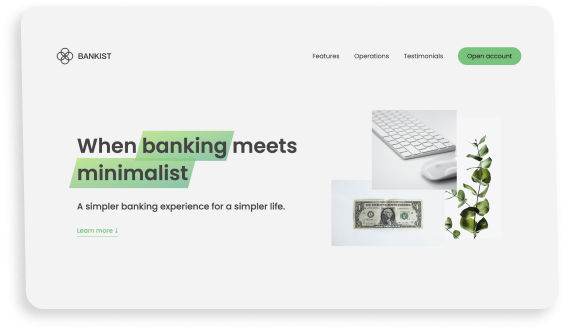 BANKIST
Features Operations Testimonials Open account
When banking meets
minimalist
A simpler banking experience for a simpler life.
Learn more ↓